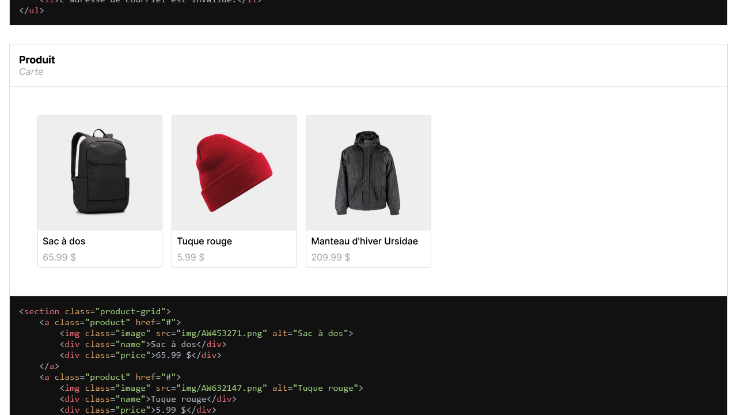 <li>L'adresse de courriel est invalide.</li>
</ul>
Produit
Carte
Sac à dos
65.99 $
Tuque rouge
5.99 $
Manteau d'hiver Ursidae
209.99 $
<section class="product-grid">
<a class="product" href="#">
<img class="image" src="img/AW453271.png" alt="Sac à dos">
<div class="name">Sac à dos</div>
<div class="price">65.99 $</div>
</a>
<a class="product" href="#">
<img class="image" src="img/AW632147.png" alt="Tuque rouge">
<div class="name">Tuque rouge</div>
<div class="price">5.99 $</div>